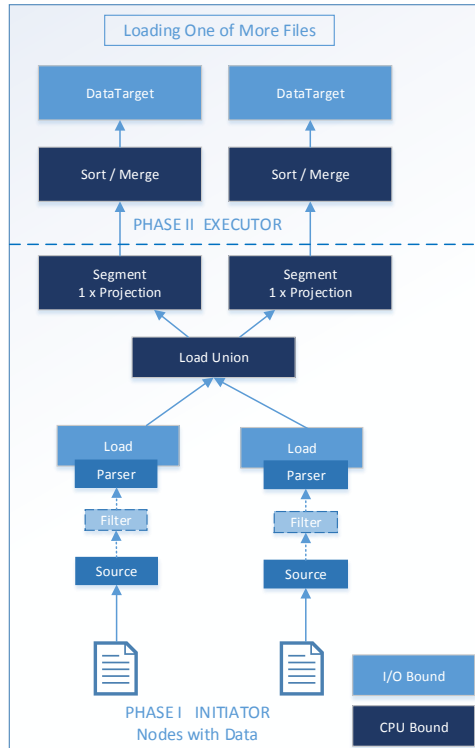 Loading One of More Files
DataTarget
DataTarget
Sort / Merge
Sort / Merge
PHASE II EXECUTOR
Segment
1 x Projection
Segment
1 x Projection
Load Union
Load
Load
Parser
Parser
Filter
Filter
Source
Source
I/O Bound
PHASE I INITIATOR
Nodes with Data
CPU Bound